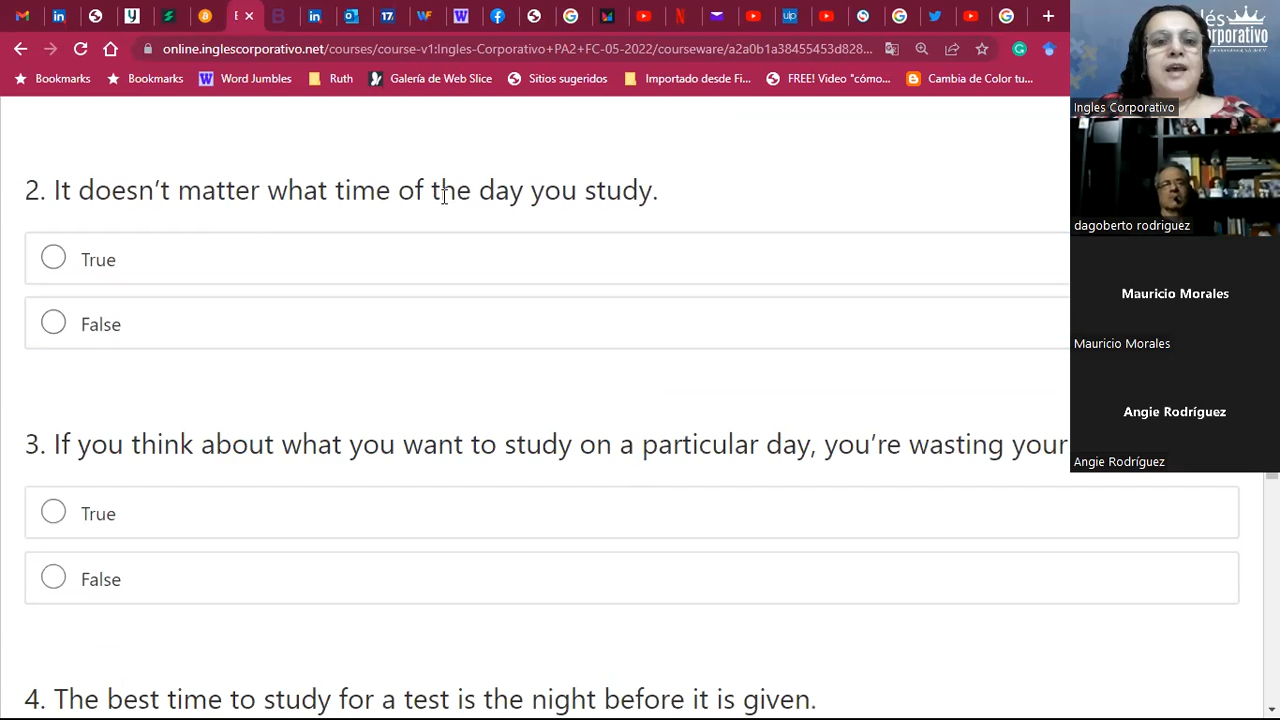 online.inglescorporativo.net/courses/course-v1:Ingles-Corporativo+PA2+FC-05-2022/courseware/a2a0b1a38455453d828...
Bookmarks
Bookmarks
Word Jumbles
Ruth
Galería de Web Slice
Sitios sugeridos
Importado desde Fi...
FREE! Video "cómo...
Cambia de Color tu...
2. It doesn't matter what time of the day you study.
True
False
3. If you think about what you want to study on a particular day, you're wasting your
True
False
4. The best time to study for a test is the night before it is given.
Ingles Corporativo
dagoberto rodriguez
Mauricio Morales
Mauricio Morales
Angie Rodríguez
Angie Rodríguez